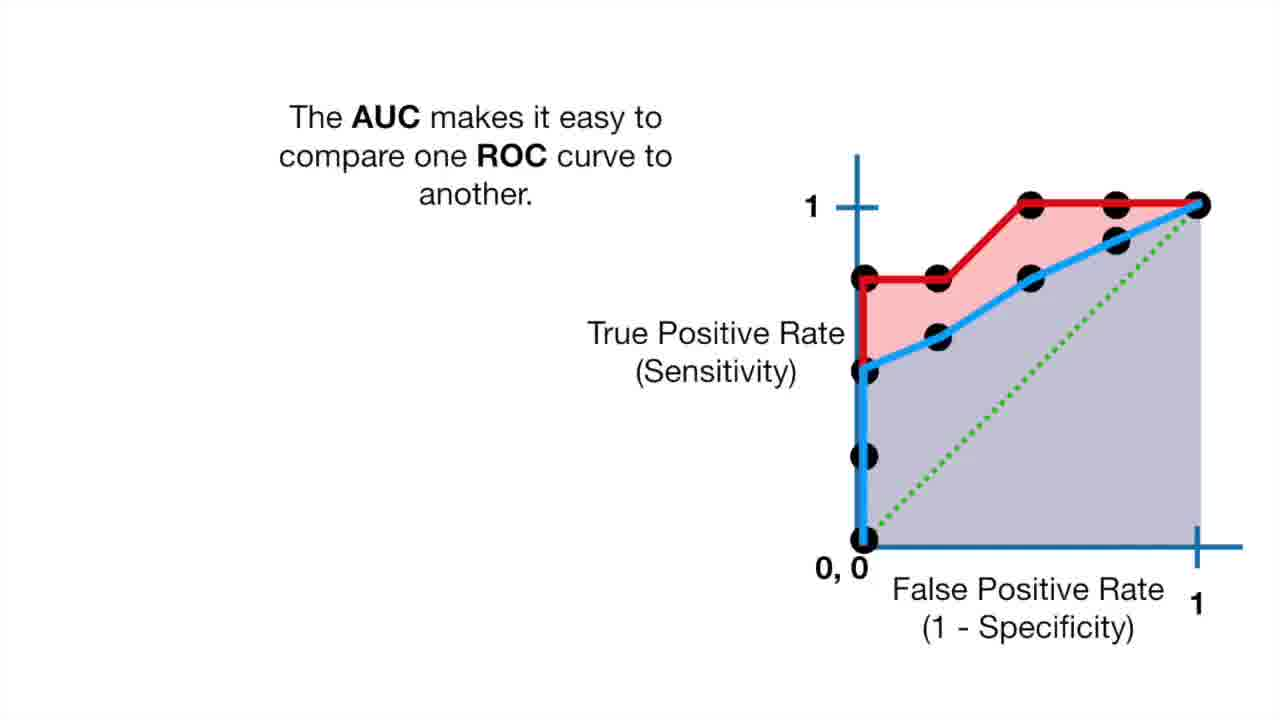 The AUC makes it easy to
compare one ROC curve to
another.
1
True Positive Rate
(Sensitivity)
0, 0
False Positive Rate
(1 - Specificity)
1